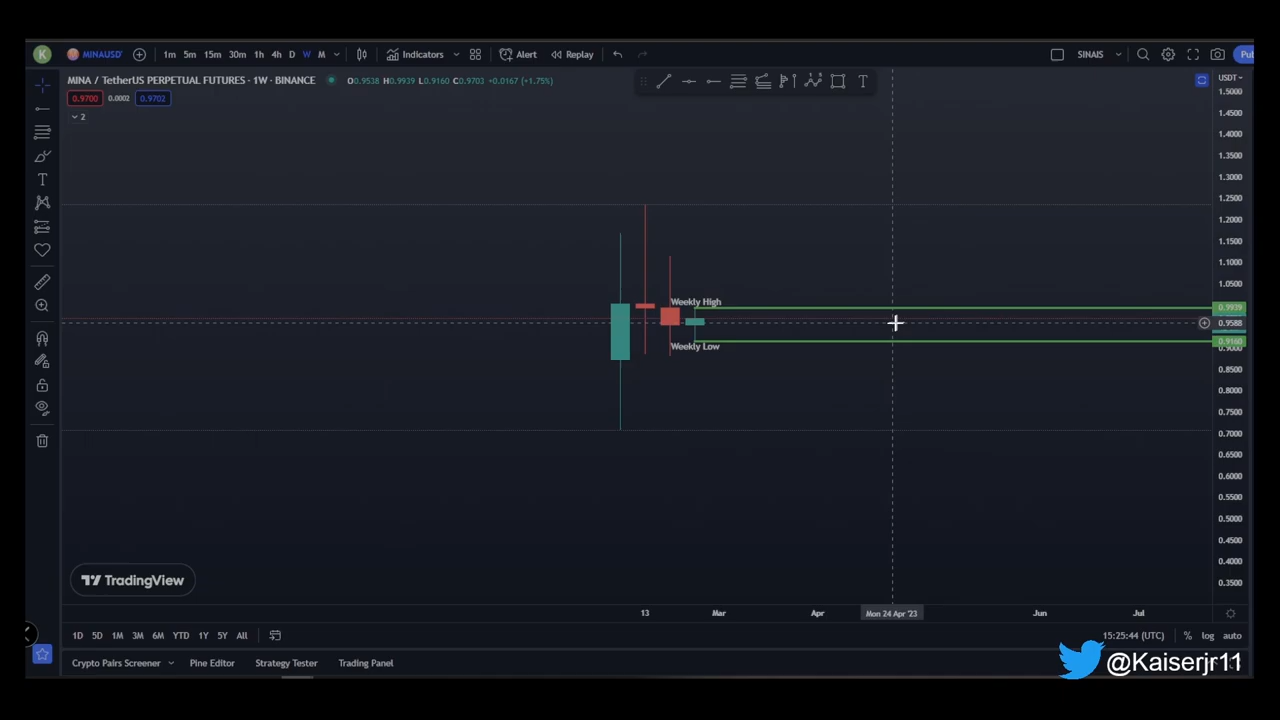 K MINAUSD' 1m 5m 15m 30m 1h 4h D W M Indicators Alert Replay SINAIS Pu
MINA / TetherUS PERPETUAL FUTURES · 1W · BINANCE O0.9538 H0.9939 L0.9160 C0.9703 +0.0167 (+1.75%) USDT
0.9700 0.0002 0.9702
2
1.5000
1.4500
1.4000
1.3500
1.3000
1.2500
1.2000
1.1500
1.1000
1.0500
Weekly High
0.9939
0.9588
Weekly Low
0.9160
0.9000
0.8500
0.8000
0.7500
0.7000
0.6500
0.6000
0.5500
0.5000
0.4500
0.4000
0.3500
TradingView
13 Mar Apr Mon 24 Apr '23 Jun Jul
1D 5D 1M 3M 6M YTD 1Y 5Y All 15:25:44 (UTC) % log auto
Crypto Pairs Screener Pine Editor Strategy Tester Trading Panel
@Kaiserjr11